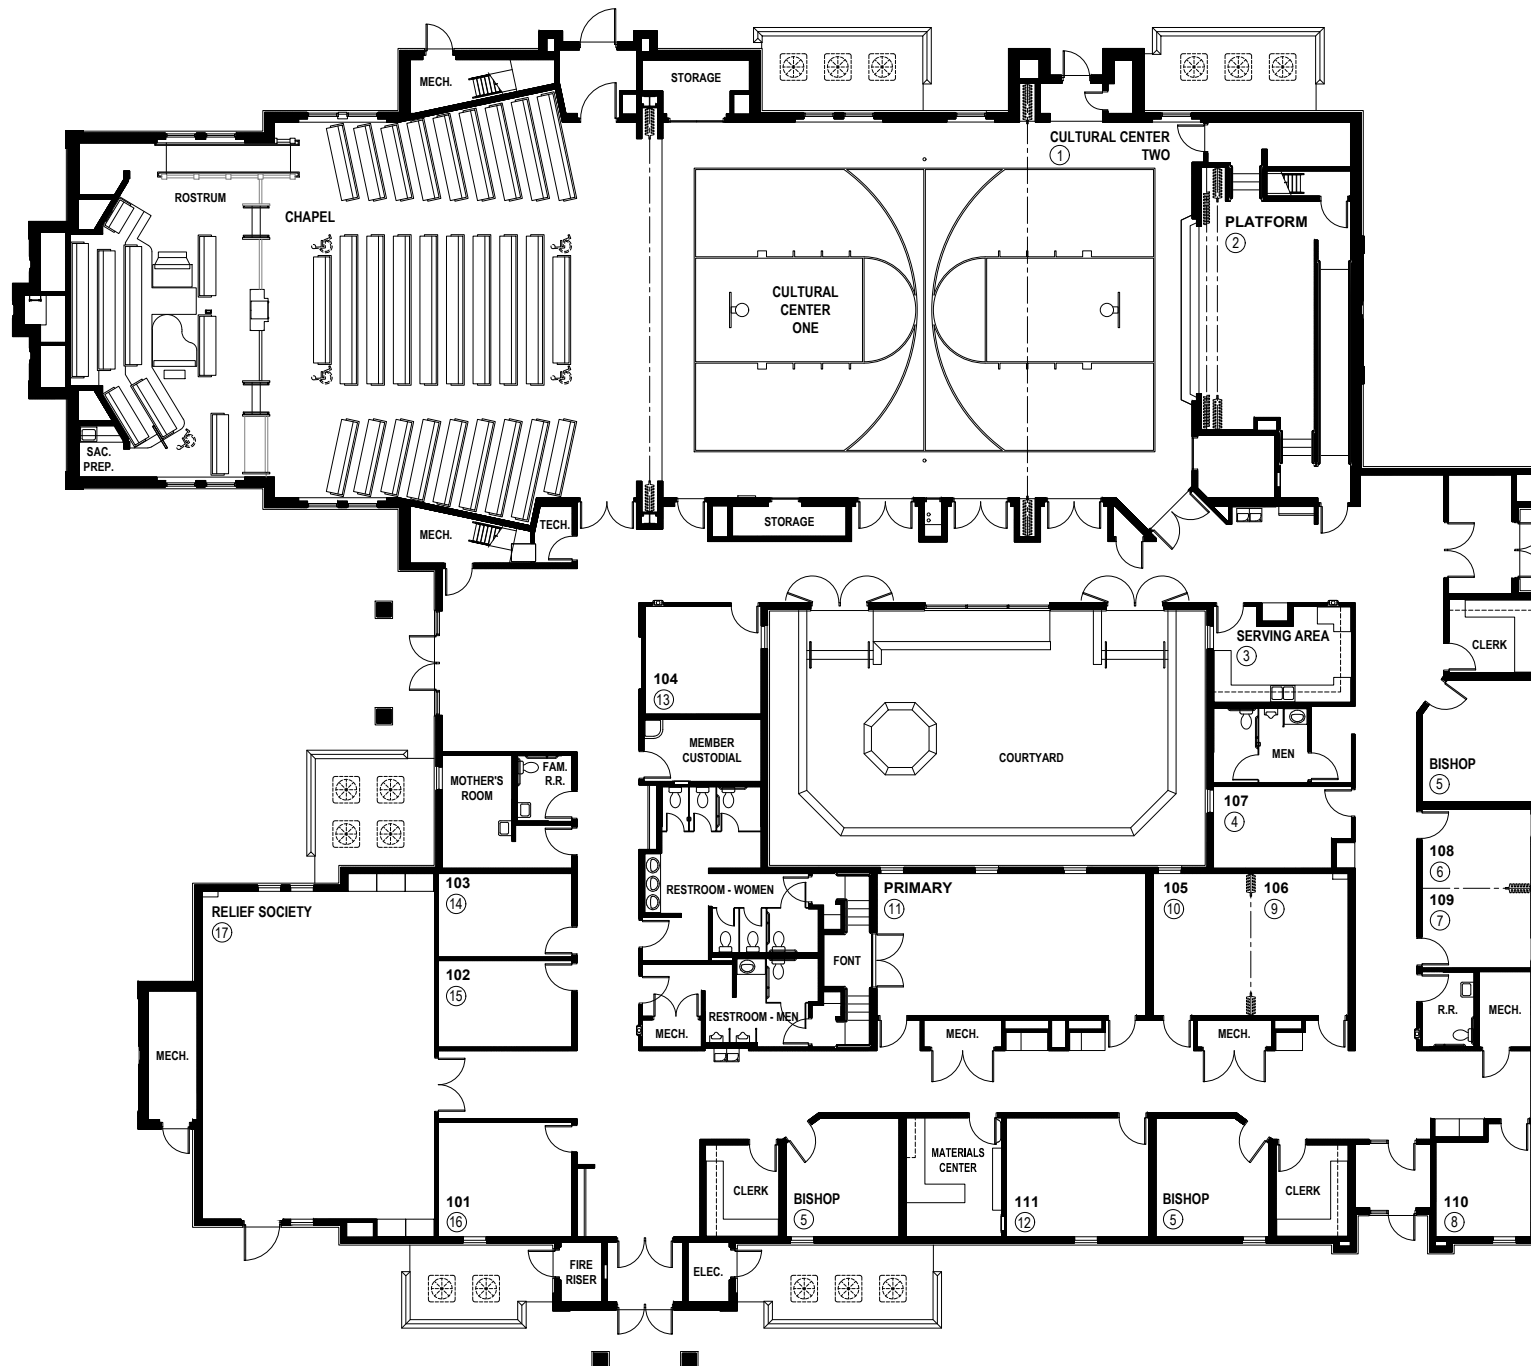 MECH.
STORAGE
CULTURAL CENTER
TWO
1
ROSTRUM
CHAPEL
PLATFORM
2
CULTURAL
CENTER
ONE
SAC.
PREP.
STORAGE
MECH.
TECH.
SERVING AREA
3
CLERK
104
13
MEMBER
CUSTODIAL
COURTYARD
MEN
BISHOP
5
MOTHER'S
ROOM
FAM.
R.R.
107
4
108
6
109
7
103
14
RESTROOM - WOMEN
PRIMARY
11
105
10
106
9
RELIEF SOCIETY
17
102
15
FONT
RESTROOM - MEN
MECH.
MECH.
MECH.
R.R.
MECH.
MECH.
101
16
CLERK
BISHOP
5
MATERIALS
CENTER
111
12
BISHOP
5
CLERK
110
8
FIRE
RISER
ELEC.